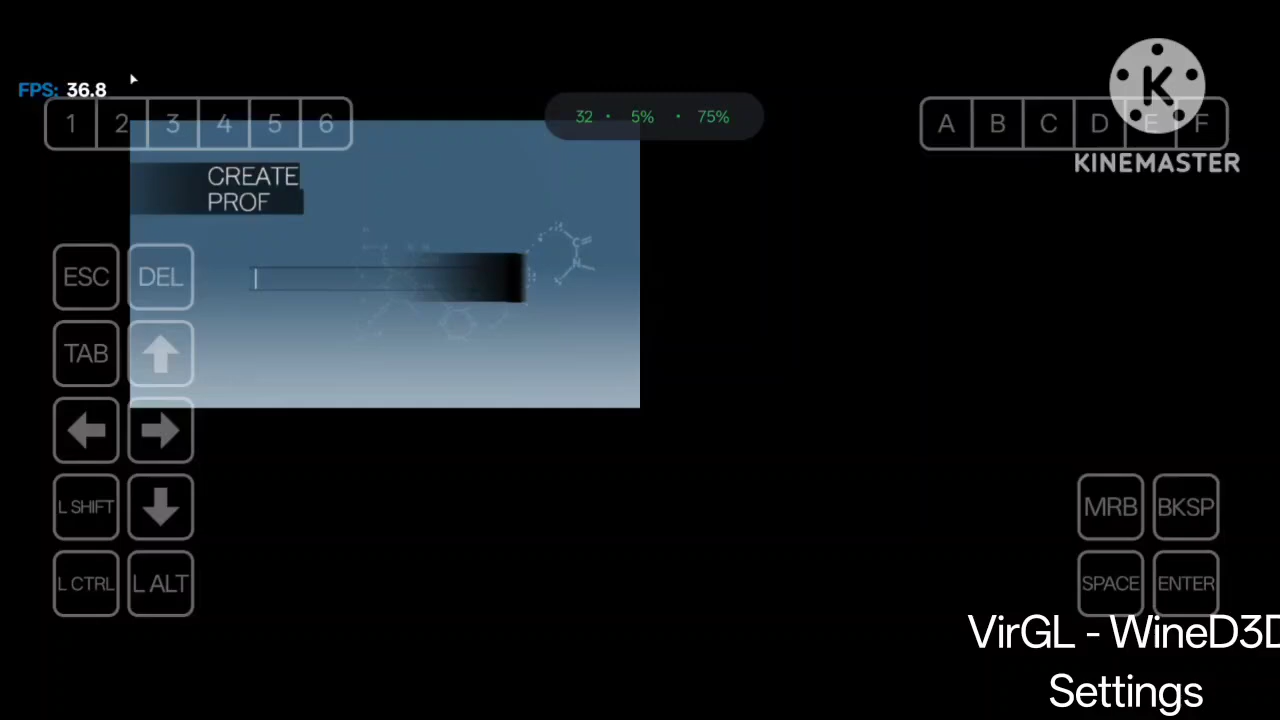 FPS: 36.8
1 2 3 4 5 6
32 • 5% • 75%
A B C D E F
K
KINEMASTER
CREATE
PROF
ESC DEL
TAB
L SHIFT
L CTRL L ALT
MRB BKSP
SPACE ENTER
VirGL - WineD3D
Settings